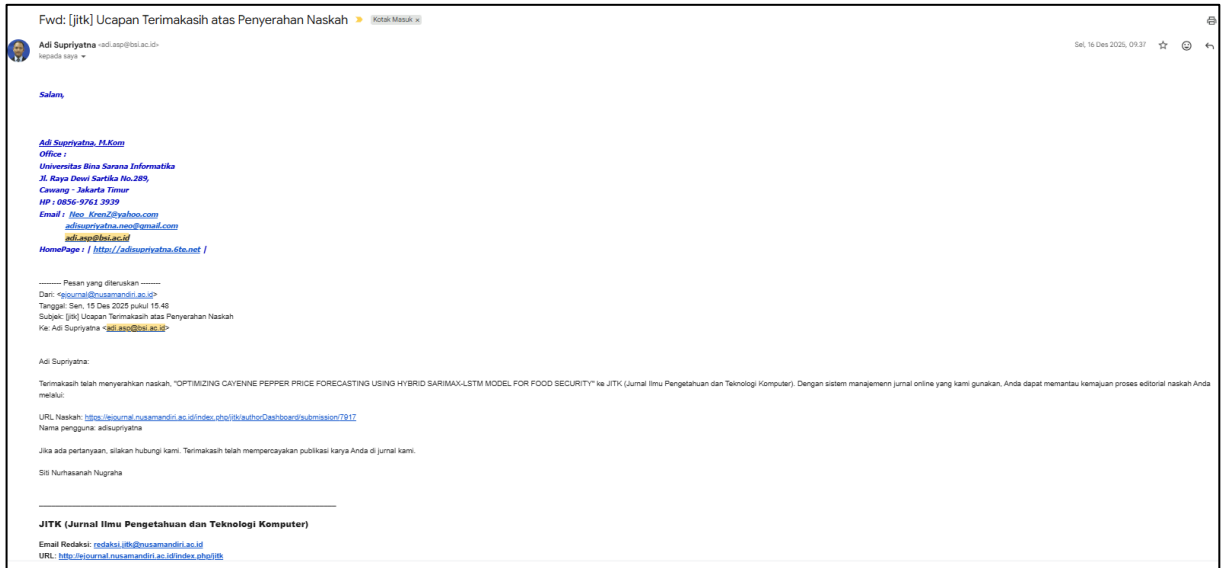 Fwd: [jitk] Ucapan Terimakasih atas Penyerahan Naskah Kotak Masuk x
Adi Supriyatna <adi.asp@bsi.ac.id>
Sel, 16 Des 2025, 09.37
kepada saya
Salam,
Adi Supriyatna, M.Kom
Office :
Universitas Bina Sarana Informatika
Jl. Raya Dewi Sartika No.289,
Cawang - Jakarta Timur
HP : 0856-9761 3939
Email : Neo_KrenZ@yahoo.com
adisupriyatna.neo@gmail.com
adi.asp@bsi.ac.id
HomePage : | http://adisupriyatna.6te.net |
--------- Pesan yang diteruskan --------
Dari: <ejournal@nusamandiri.ac.id>
Tanggal: Sen, 15 Des 2025 pukul 15.48
Subjek: [jitk] Ucapan Terimakasih atas Penyerahan Naskah
Ke: Adi Supriyatna <adi.asp@bsi.ac.id>
Adi Supriyatna:
Terimakasih telah menyerahkan naskah, "OPTIMIZING CAYENNE PEPPER PRICE FORECASTING USING HYBRID SARIMAX-LSTM MODEL FOR FOOD SECURITY" ke JITK (Jurnal Ilmu Pengetahuan dan Teknologi Komputer). Dengan sistem manajemenn jurnal online yang kami gunakan, Anda dapat memantau kemajuan proses editorial naskah Anda
melalui:
URL Naskah: https://ejournal.nusamandiri.ac.id/index.php/jitk/authorDashboard/submission/7917
Nama pengguna: adisupriyatna
Jika ada pertanyaan, silakan hubungi kami. Terimakasih telah mempercayakan publikasi karya Anda di jurnal kami.
Siti Nurhasanah Nugraha
JITK (Jurnal Ilmu Pengetahuan dan Teknologi Komputer)
Email Redaksi: redaksi.jitk@nusamandiri.ac.id
URL: http://ejournal.nusamandiri.ac.id/index.php/jitk